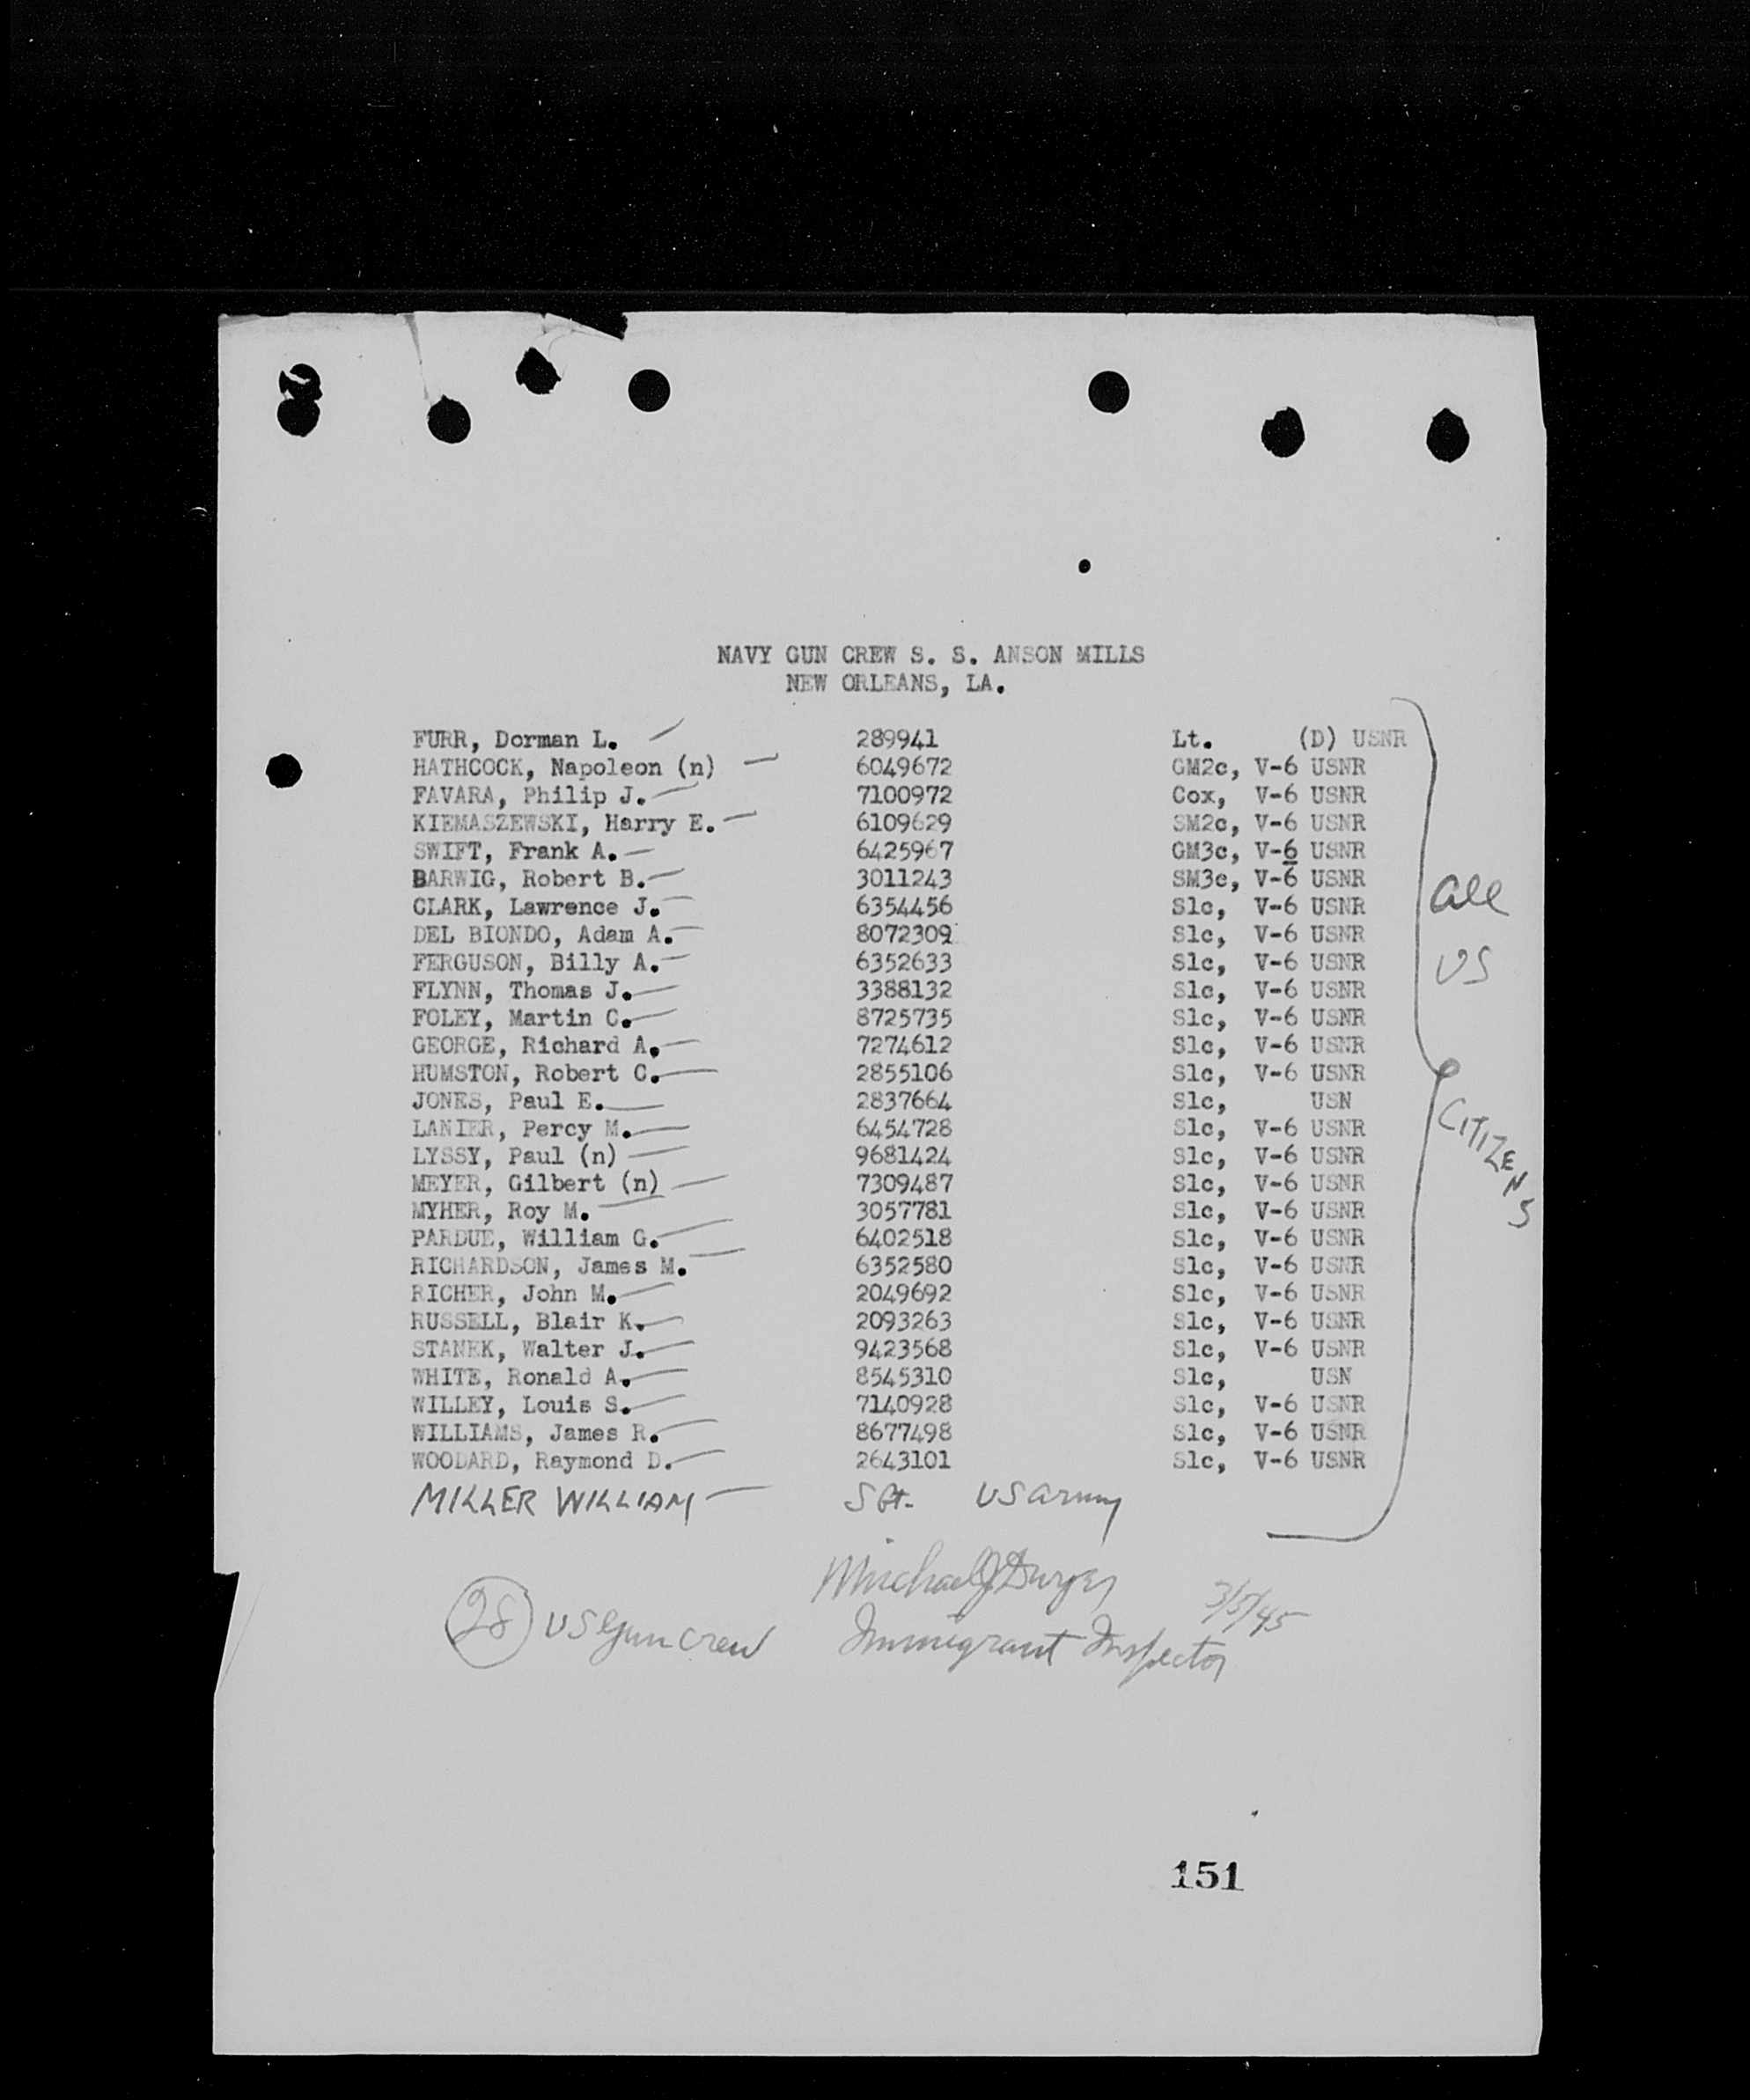 NAVY GUN CREW S. S. ANSON MILLS
NEW ORLEANS, LA.
FURR, Dorman L. 289941 Lt. (D) USNR
HATHCOCK, Napoleon (n) 6049672 GM2c, V-6 USNR
FAVARA, Philip J. 7100972 Cox, V-6 USNR
KIEMASZEWSKI, Harry E. 6109629 SM2c, V-6 USNR
SWIFT, Frank A. 6425967 GM3c, V-6 USNR
BARWIG, Robert B. 3011243 SM3c, V-6 USNR
CLARK, Lawrence J. 6354456 S1c, V-6 USNR
DEL BIONDO, Adam A. 8072309 S1c, V-6 USNR
FERGUSON, Billy A. 6352633 S1c, V-6 USNR
FLYNN, Thomas J. 3388132 S1c, V-6 USNR
FOLEY, Martin C. 8725735 S1c, V-6 USNR
GEORGE, Richard A. 7274612 S1c, V-6 USNR
HUMSTON, Robert C. 2855106 S1c, V-6 USNR
JONES, Paul E. 2837664 S1c, USN
LANIER, Percy M. 6454728 S1c, V-6 USNR
LYSSY, Paul (n) 9681424 S1c, V-6 USNR
MEYER, Gilbert (n) 7309487 S1c, V-6 USNR
MYHER, Roy M. 3057781 S1c, V-6 USNR
PARDUE, William G. 6402518 S1c, V-6 USNR
RICHARDSON, James M. 6352580 S1c, V-6 USNR
RICHER, John M. 2049692 S1c, V-6 USNR
RUSSELL, Blair K. 2093263 S1c, V-6 USNR
STANEK, Walter J. 9423568 S1c, V-6 USNR
WHITE, Ronald A. 8545310 S1c, USN
WILLEY, Louis S. 7140928 S1c, V-6 USNR
WILLIAMS, James R. 8677498 S1c, V-6 USNR
WOODARD, Raymond D. 2643101 S1c, V-6 USNR
MILLER WILLIAM SGt. US Army
all
US
CITIZENS
Michael J Dwyer 3/5/45
28 US Gun crew Immigrant Inspector
151